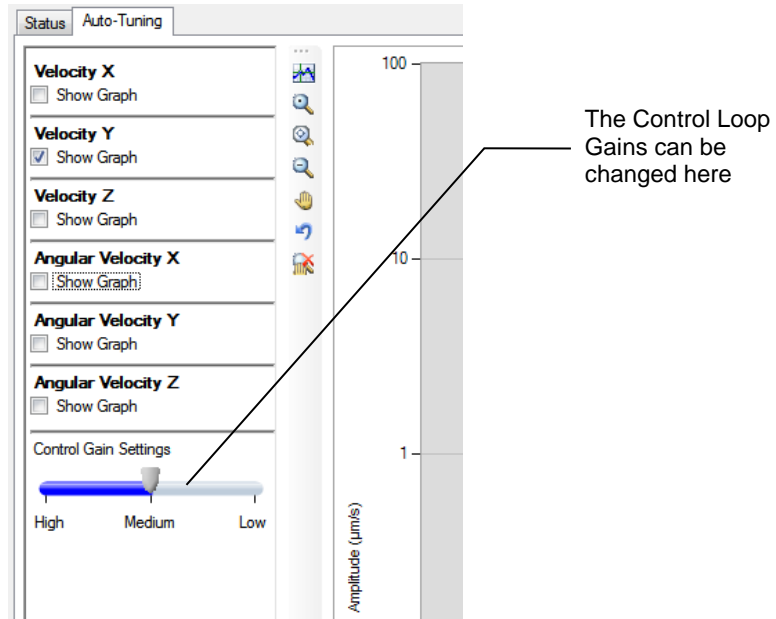 Status Auto-Tuning
Velocity X
Show Graph
Velocity Y
Show Graph
Velocity Z
Show Graph
Angular Velocity X
Show Graph
Angular Velocity Y
Show Graph
Angular Velocity Z
Show Graph
Control Gain Settings
High Medium Low
100
10
1
Amplitude (µm/s)
The Control Loop
Gains can be
changed here